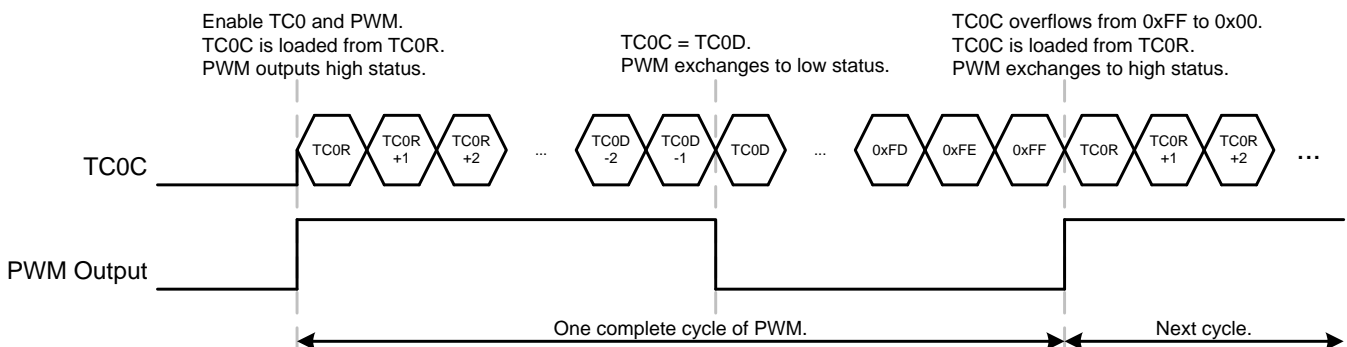 Enable TC0 and PWM.
TC0C is loaded from TC0R.
PWM outputs high status.
TC0C = TC0D.
PWM exchanges to low status.
TC0C overflows from 0xFF to 0x00.
TC0C is loaded from TC0R.
PWM exchanges to high status.
TC0C
TC0R
TC0R
+1
TC0R
+2
...
TC0D
-2
TC0D
-1
TC0D
...
0xFD
0xFE
0xFF
TC0R
TC0R
+1
TC0R
+2
...
PWM Output
One complete cycle of PWM.
Next cycle.